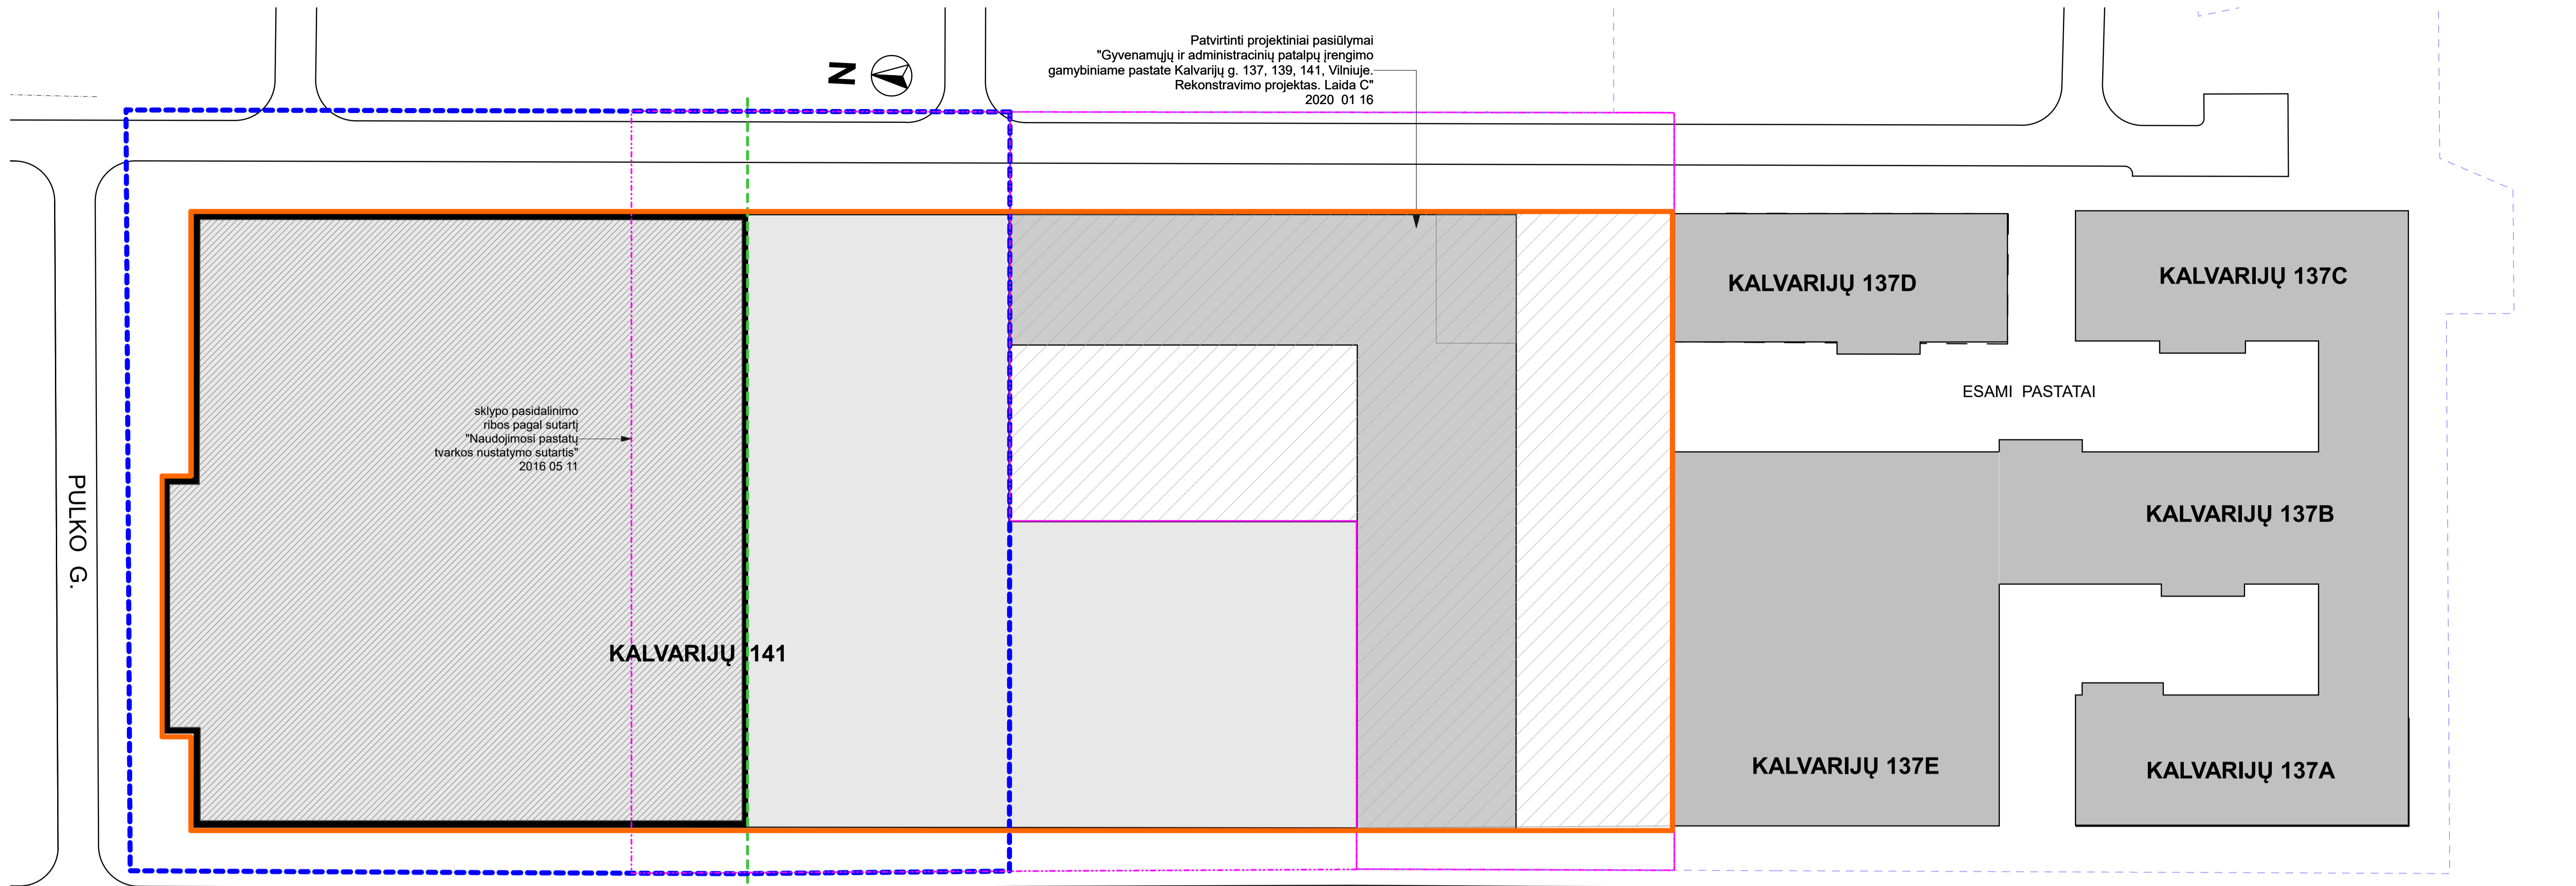 Patvirtinti projektiniai pasiūlymai
"Gyvenamųjų ir administracinių patalpų įrengimo
gamybiniame pastate Kalvarijų g. 137, 139, 141, Vilniuje.
Rekonstravimo projektas. Laida C"
2020 01 16
N
KALVARIJŲ 137D
KALVARIJŲ 137C
ESAMI PASTATAI
sklypo pasidalinimo
ribos pagal sutartį
"Naudojimosi pastatų
tvarkos nustatymo sutartis"
2016 05 11
PULKO G.
KALVARIJŲ 137B
KALVARIJŲ 141
KALVARIJŲ 137E
KALVARIJŲ 137A